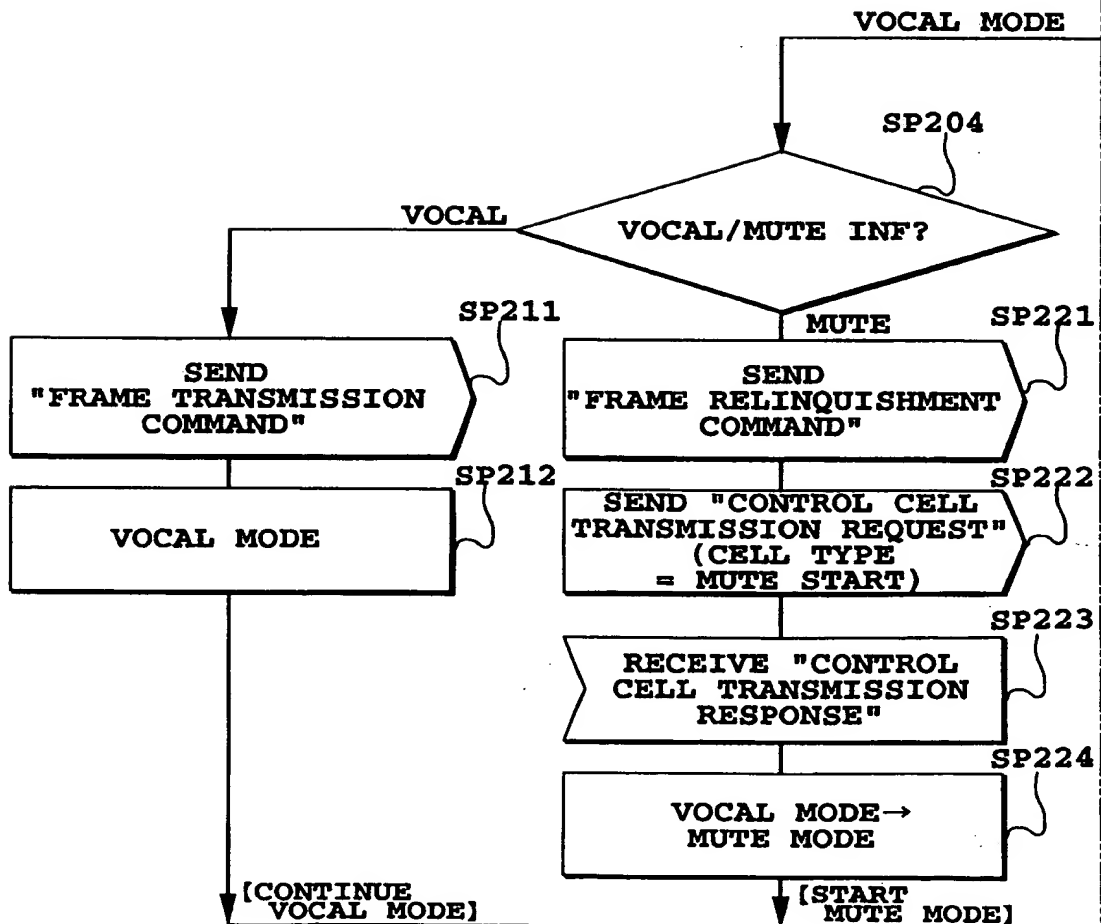 VOCAL MODE
SP204
VOCAL
VOCAL/MUTE INF?
SP211
MUTE
SP221
SEND
"FRAME TRANSMISSION
COMMAND"
SEND
"FRAME RELINQUISHMENT
COMMAND"
SP212
SP222
VOCAL MODE
SEND "CONTROL CELL
TRANSMISSION REQUEST"
(CELL TYPE
= MUTE START)
SP223
RECEIVE "CONTROL
CELL TRANSMISSION
RESPONSE"
SP224
VOCAL MODE→
MUTE MODE
[CONTINUE
VOCAL MODE]
[START
MUTE MODE]